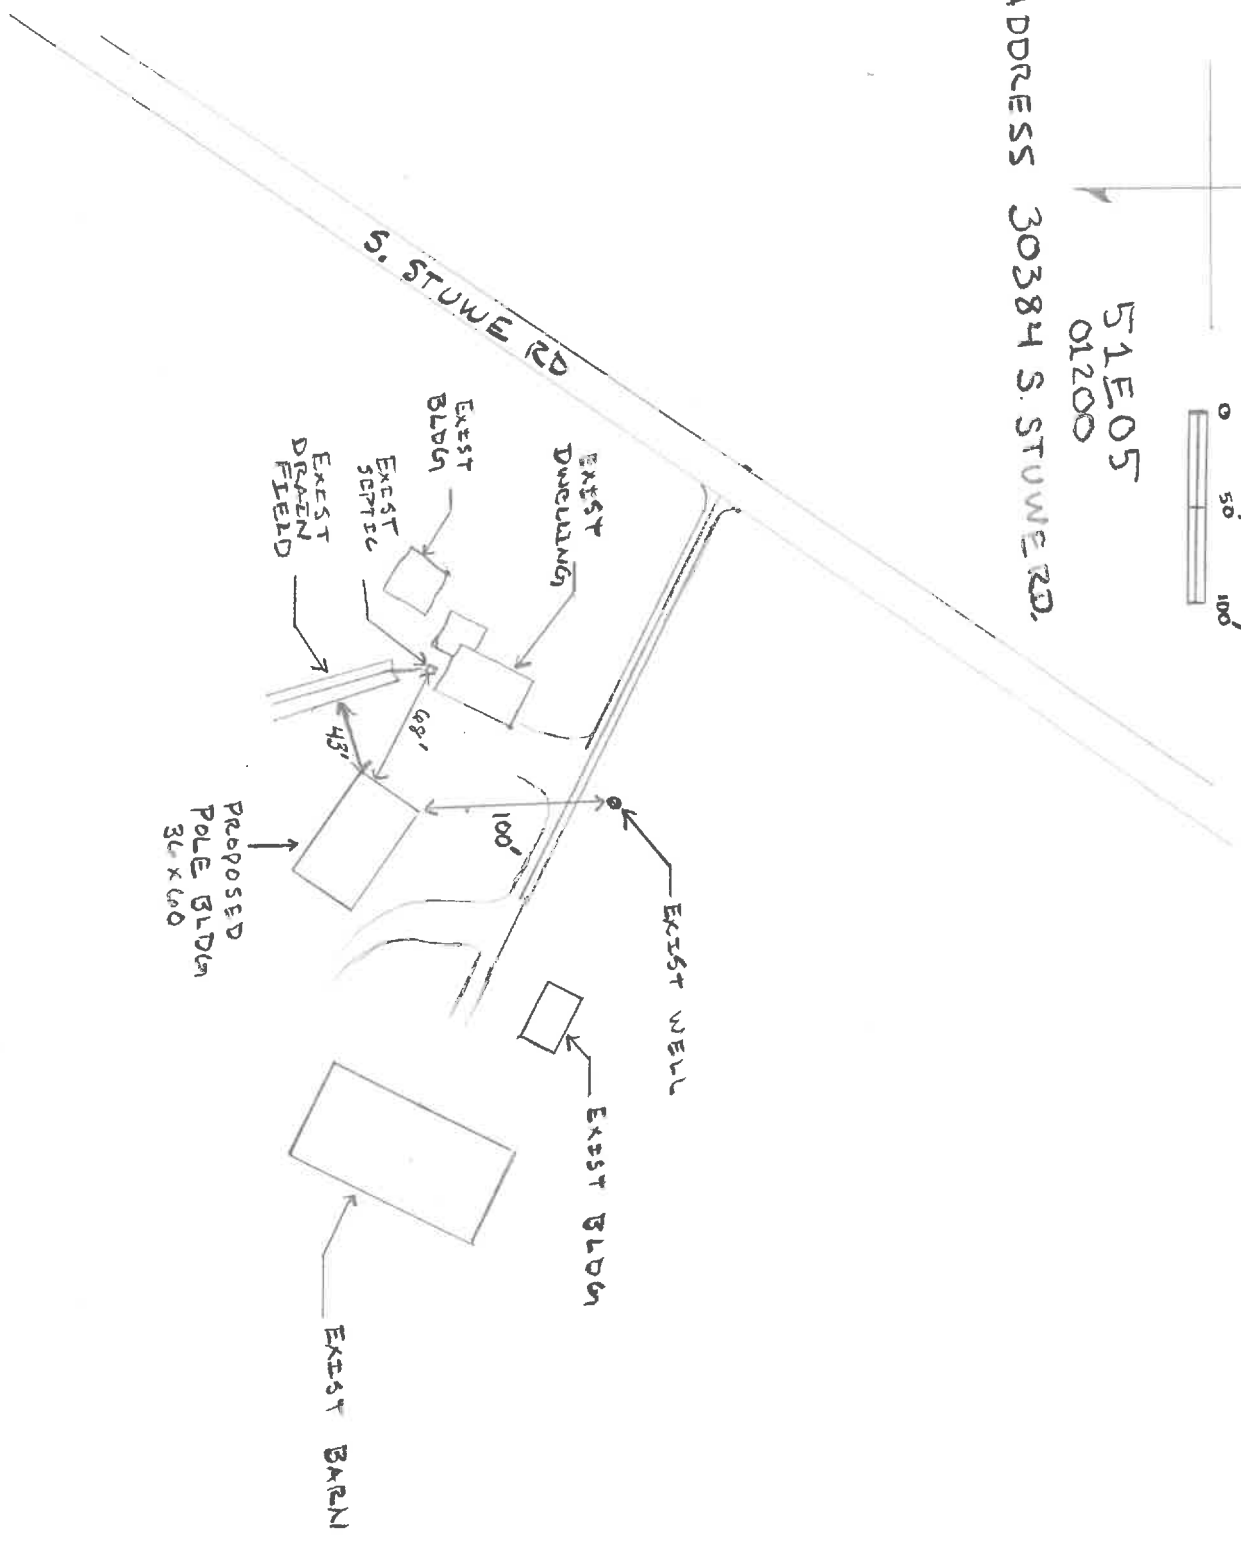 0 50' 100'
51E05
01200
ADDRESS 30384 S. STUWE RD.
S. STUWE RD
EXIST WELL
EXIST BLDG
EXIST
DWELLING
EXIST
BLDG
EXIST
SEPTIC
EXIST
DRAIN
FIELD
100'
68'
43'
EXIST BARN
PROPOSED
POLE BLDG
36 x 60